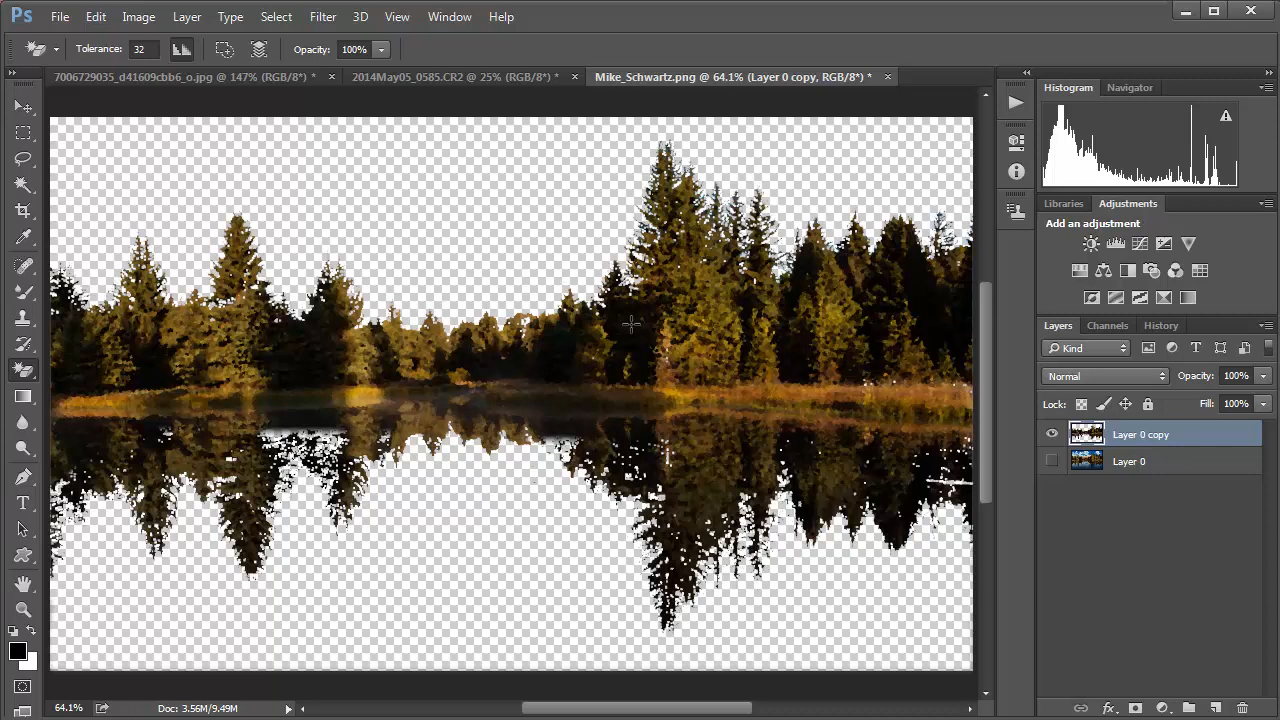 Ps File Edit Image Layer Type Select Filter 3D View Window Help
Tolerance: 32 Opacity: 100%
7006729035_d41609cbb6_o.jpg @ 147% (RGB/8*) * 2014May05_0585.CR2 @ 25% (RGB/8*) * Mike_Schwartz.png @ 64.1% (Layer 0 copy, RGB/8*) *
Histogram Navigator
Libraries Adjustments
Add an adjustment
Layers Channels History
Kind
Normal Opacity: 100%
Lock: Fill: 100%
Layer 0 copy
Layer 0
64.1% Doc: 3.56M/9.49M